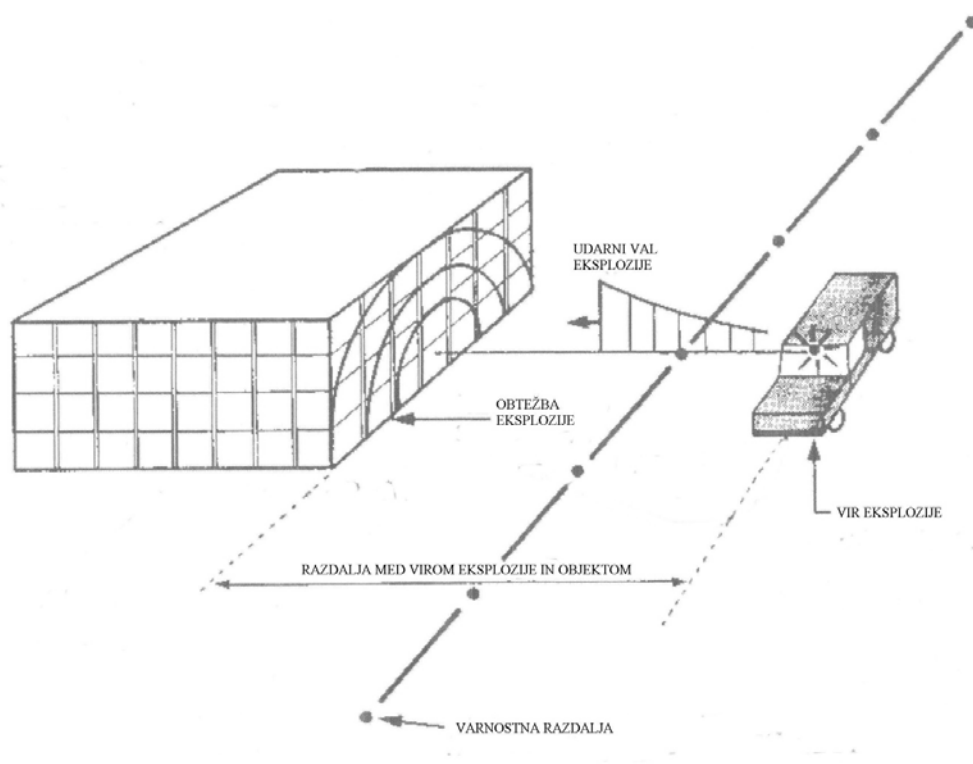 UDARNI VAL
EKSPLOZIJE
OBTEŽBA
EKSPLOZIJE
VIR EKSPLOZIJE
RAZDALJA MED VIROM EKSPLOZIJE IN OBJEKTOM
VARNOSTNA RAZDALJA